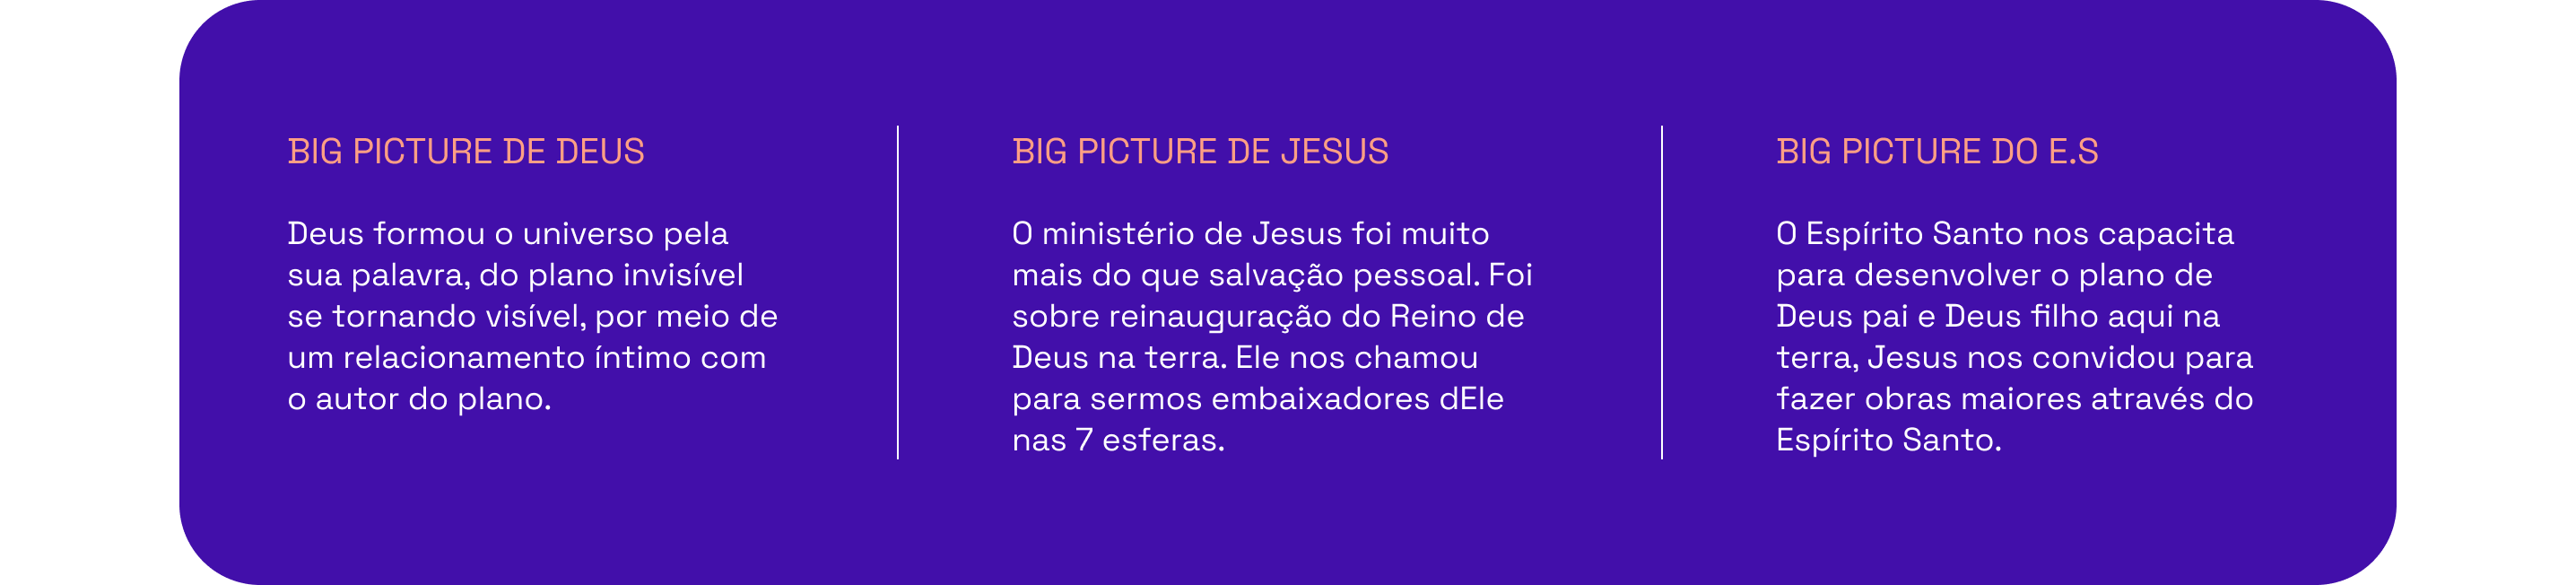 BIG PICTURE DE DEUS
Deus formou o universo pela
sua palavra, do plano invisível
se tornando visível, por meio de
um relacionamento íntimo com
o autor do plano.
BIG PICTURE DE JESUS
O ministério de Jesus foi muito
mais do que salvação pessoal. Foi
sobre reinauguração do Reino de
Deus na terra. Ele nos chamou
para sermos embaixadores dEle
nas 7 esferas.
BIG PICTURE DO E.S
O Espírito Santo nos capacita
para desenvolver o plano de
Deus pai e Deus filho aqui na
terra, Jesus nos convidou para
fazer obras maiores através do
Espírito Santo.